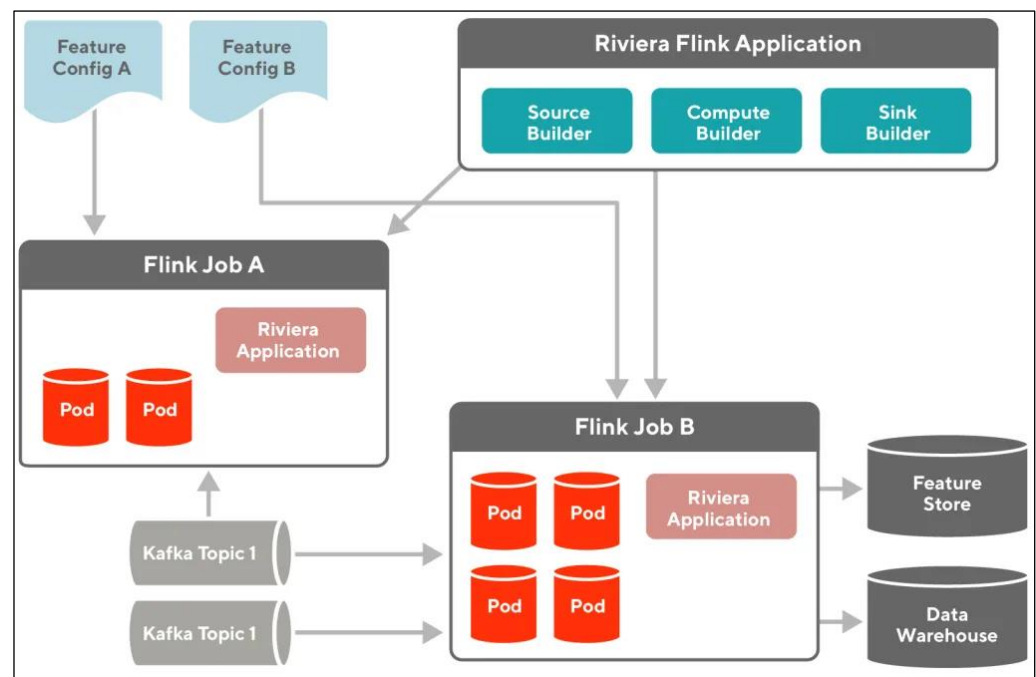 Feature
Config A
Feature
Config B
Riviera Flink Application
Source
Builder
Compute
Builder
Sink
Builder
Flink Job A
Riviera
Application
Pod
Pod
Flink Job B
Pod
Pod
Riviera
Application
Pod
Pod
Feature
Store
Kafka Topic 1
Kafka Topic 1
Data
Warehouse